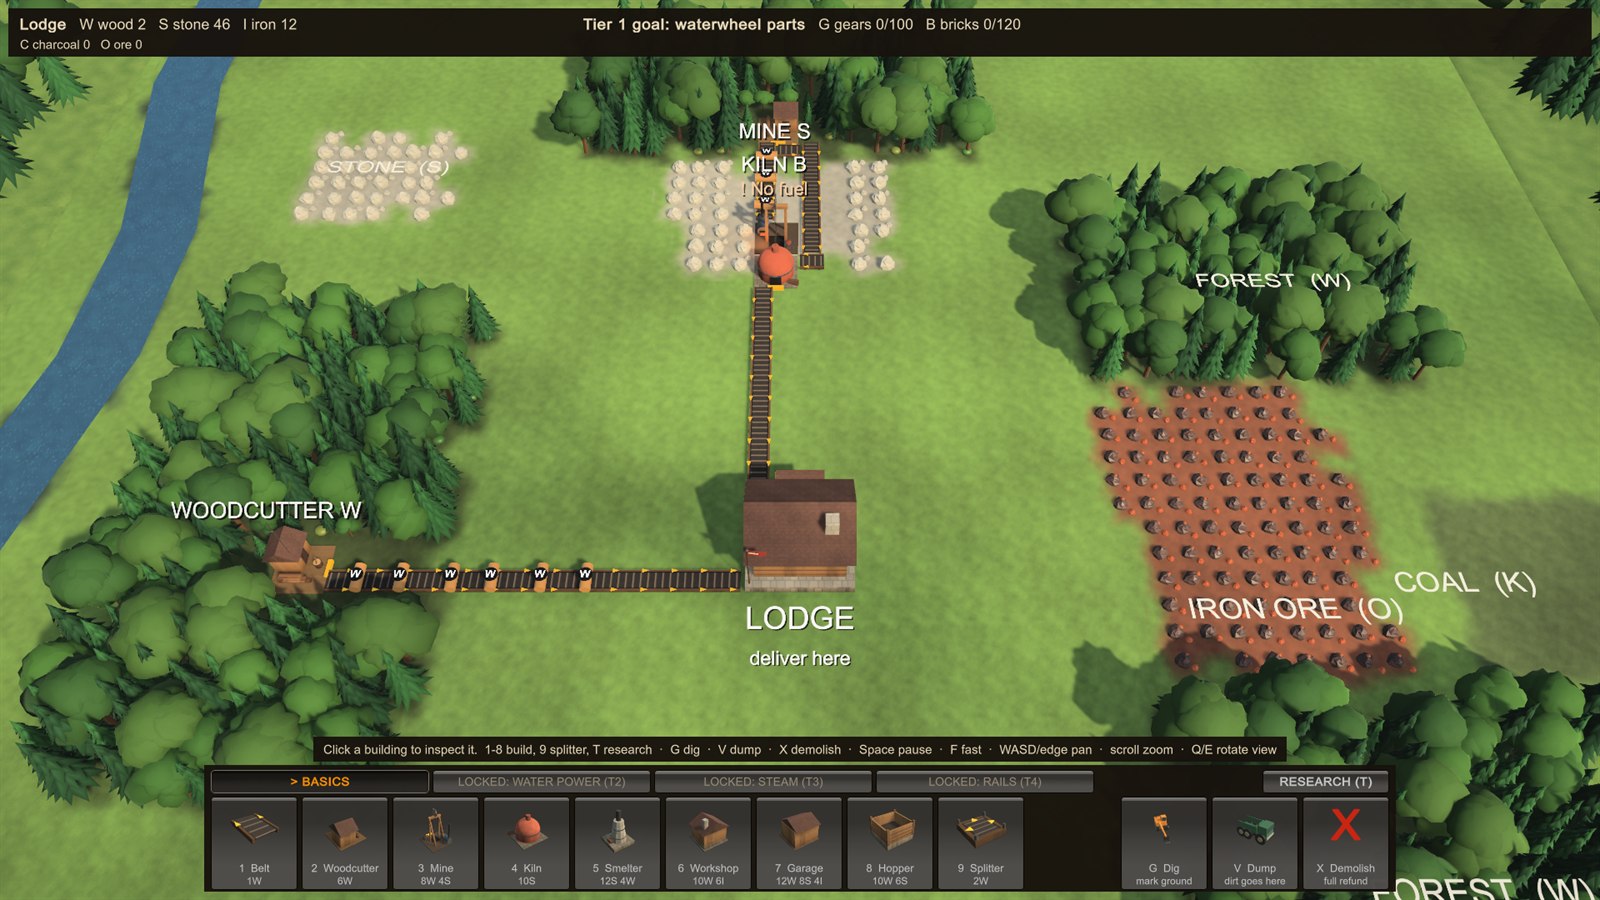 Lodge W wood 2 S stone 46 I iron 12
C charcoal 0 O ore 0
Tier 1 goal: waterwheel parts G gears 0/100 B bricks 0/120
MINE S
W
STONE (S)
KILN B
W
! No fuel
W
FOREST (W)
WOODCUTTER W
W W W W W W
COAL (K)
IRON ORE (O)
LODGE
deliver here
Click a building to inspect it. 1-8 build, 9 splitter, T research · G dig · V dump · X demolish · Space pause · F fast · WASD/edge pan · scroll zoom · Q/E rotate view
> BASICS
LOCKED: WATER POWER (T2)
LOCKED: STEAM (T3)
LOCKED: RAILS (T4)
RESEARCH (T)
1 Belt
1W
2 Woodcutter
6W
3 Mine
8W 4S
4 Kiln
10S
5 Smelter
12S 4W
6 Workshop
10W 6I
7 Garage
12W 8S 4I
8 Hopper
10W 6S
9 Splitter
2W
G Dig
mark ground
V Dump
dirt goes here
X Demolish
full refund
FOREST (W)